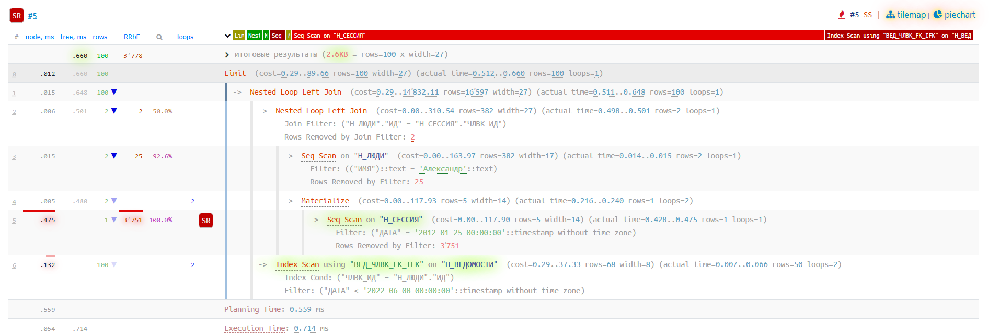 SR #5 #5 SS | tilemap | piechart
# node, ms tree, ms rows RRbF loops Lir Nest N Seq Seq Scan on "Н_СЕССИЯ" Index Scan using "ВЕД_ЧЛВК_FK_IFK" on "Н_ВЕД
.660 100 3′778 итоговые результаты (2.6KB = rows=100 x width=27)
0 .012 .660 100 Limit (cost=0.29..89.66 rows=100 width=27) (actual time=0.512..0.660 rows=100 loops=1)
1 .015 .648 100 -> Nested Loop Left Join (cost=0.29..14′832.11 rows=16′597 width=27) (actual time=0.511..0.648 rows=100 loops=1)
2 .006 .501 2 2 50.0% -> Nested Loop Left Join (cost=0.00..310.54 rows=382 width=27) (actual time=0.498..0.501 rows=2 loops=1)
Join Filter: ("Н_ЛЮДИ"."ИД" = "Н_СЕССИЯ"."ЧЛВК_ИД")
Rows Removed by Join Filter: 2
3 .015 2 25 92.6% -> Seq Scan on "Н_ЛЮДИ" (cost=0.00..163.97 rows=382 width=17) (actual time=0.014..0.015 rows=2 loops=1)
Filter: (("ИМЯ")::text = 'Александр'::text)
Rows Removed by Filter: 25
4 .005 .480 2 2 -> Materialize (cost=0.00..117.93 rows=5 width=14) (actual time=0.216..0.240 rows=1 loops=2)
5 .475 1 3′751 100.0% SR -> Seq Scan on "Н_СЕССИЯ" (cost=0.00..117.90 rows=5 width=14) (actual time=0.428..0.475 rows=1 loops=1)
Filter: ("ДАТА" = '2012-01-25 00:00:00'::timestamp without time zone)
Rows Removed by Filter: 3′751
6 .132 100 2 -> Index Scan using "ВЕД_ЧЛВК_FK_IFK" on "Н_ВЕДОМОСТИ" (cost=0.29..37.33 rows=68 width=8) (actual time=0.007..0.066 rows=50 loops=2)
Index Cond: ("ЧЛВК_ИД" = "Н_ЛЮДИ"."ИД")
Filter: ("ДАТА" < '2022-06-08 00:00:00'::timestamp without time zone)
.559 Planning Time: 0.559 ms
.054 .714 Execution Time: 0.714 ms